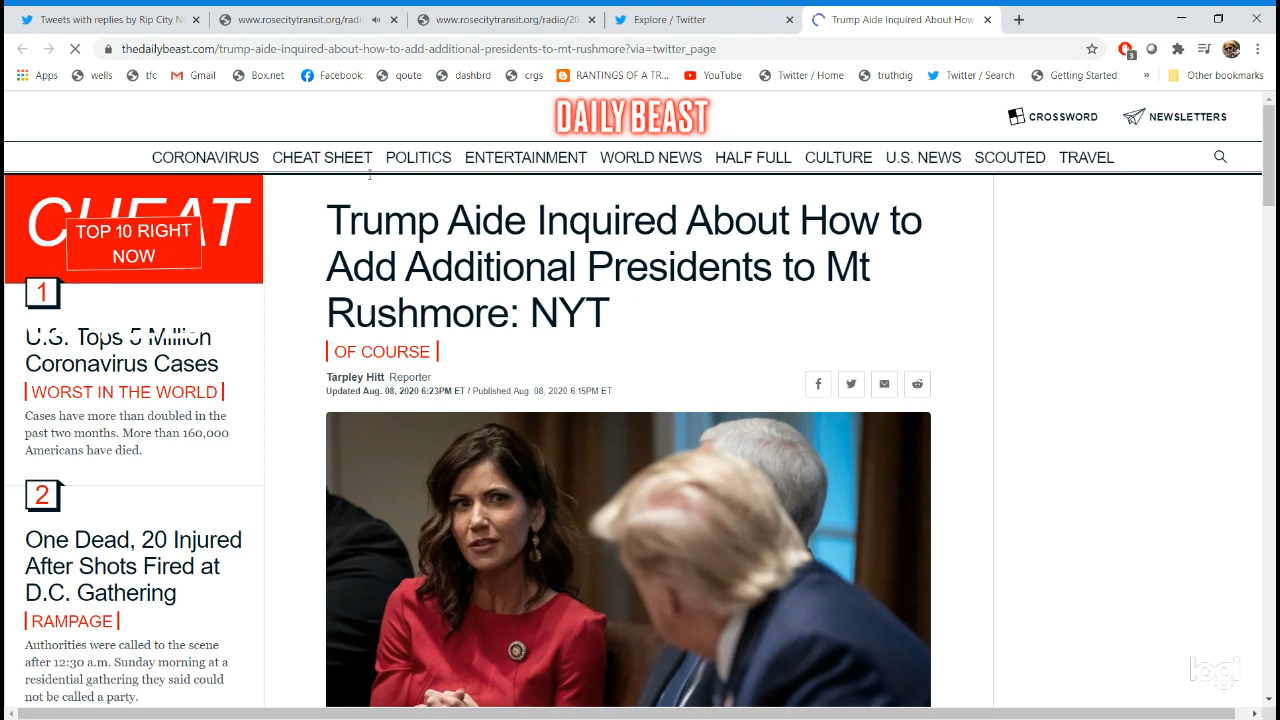 Tweets with replies by Rip City N
www.rosecitytransit.org/radi
www.rosecitytransit.org/radio/20
Explore / Twitter
Trump Aide Inquired About How
thedailybeast.com/trump-aide-inquired-about-how-to-add-additional-presidents-to-mt-rushmore?via=twitter_page
3
Apps wells tfc Gmail Box.net Facebook qoute dashbrd crgs RANTINGS OF A TR... YouTube Twitter / Home truthdig Twitter / Search Getting Started » Other bookmarks
DAILY BEAST
CROSSWORD
NEWSLETTERS
CORONAVIRUS CHEAT SHEET POLITICS ENTERTAINMENT WORLD NEWS HALF FULL CULTURE U.S. NEWS SCOUTED TRAVEL
CHEAT
TOP 10 RIGHT
NOW
1
U.S. Tops 5 Million
Coronavirus Cases
WORST IN THE WORLD
Cases have more than doubled in the
past two months. More than 160,000
Americans have died.
2
One Dead, 20 Injured
After Shots Fired at
D.C. Gathering
RAMPAGE
Authorities were called to the scene
after 12:30 a.m. Sunday morning at a
residential gathering they said could
not be called a party.
Trump Aide Inquired About How to
Add Additional Presidents to Mt
Rushmore: NYT
OF COURSE
Tarpley Hitt Reporter
Updated Aug. 08, 2020 6:23PM ET / Published Aug. 08, 2020 6:15PM ET
logi